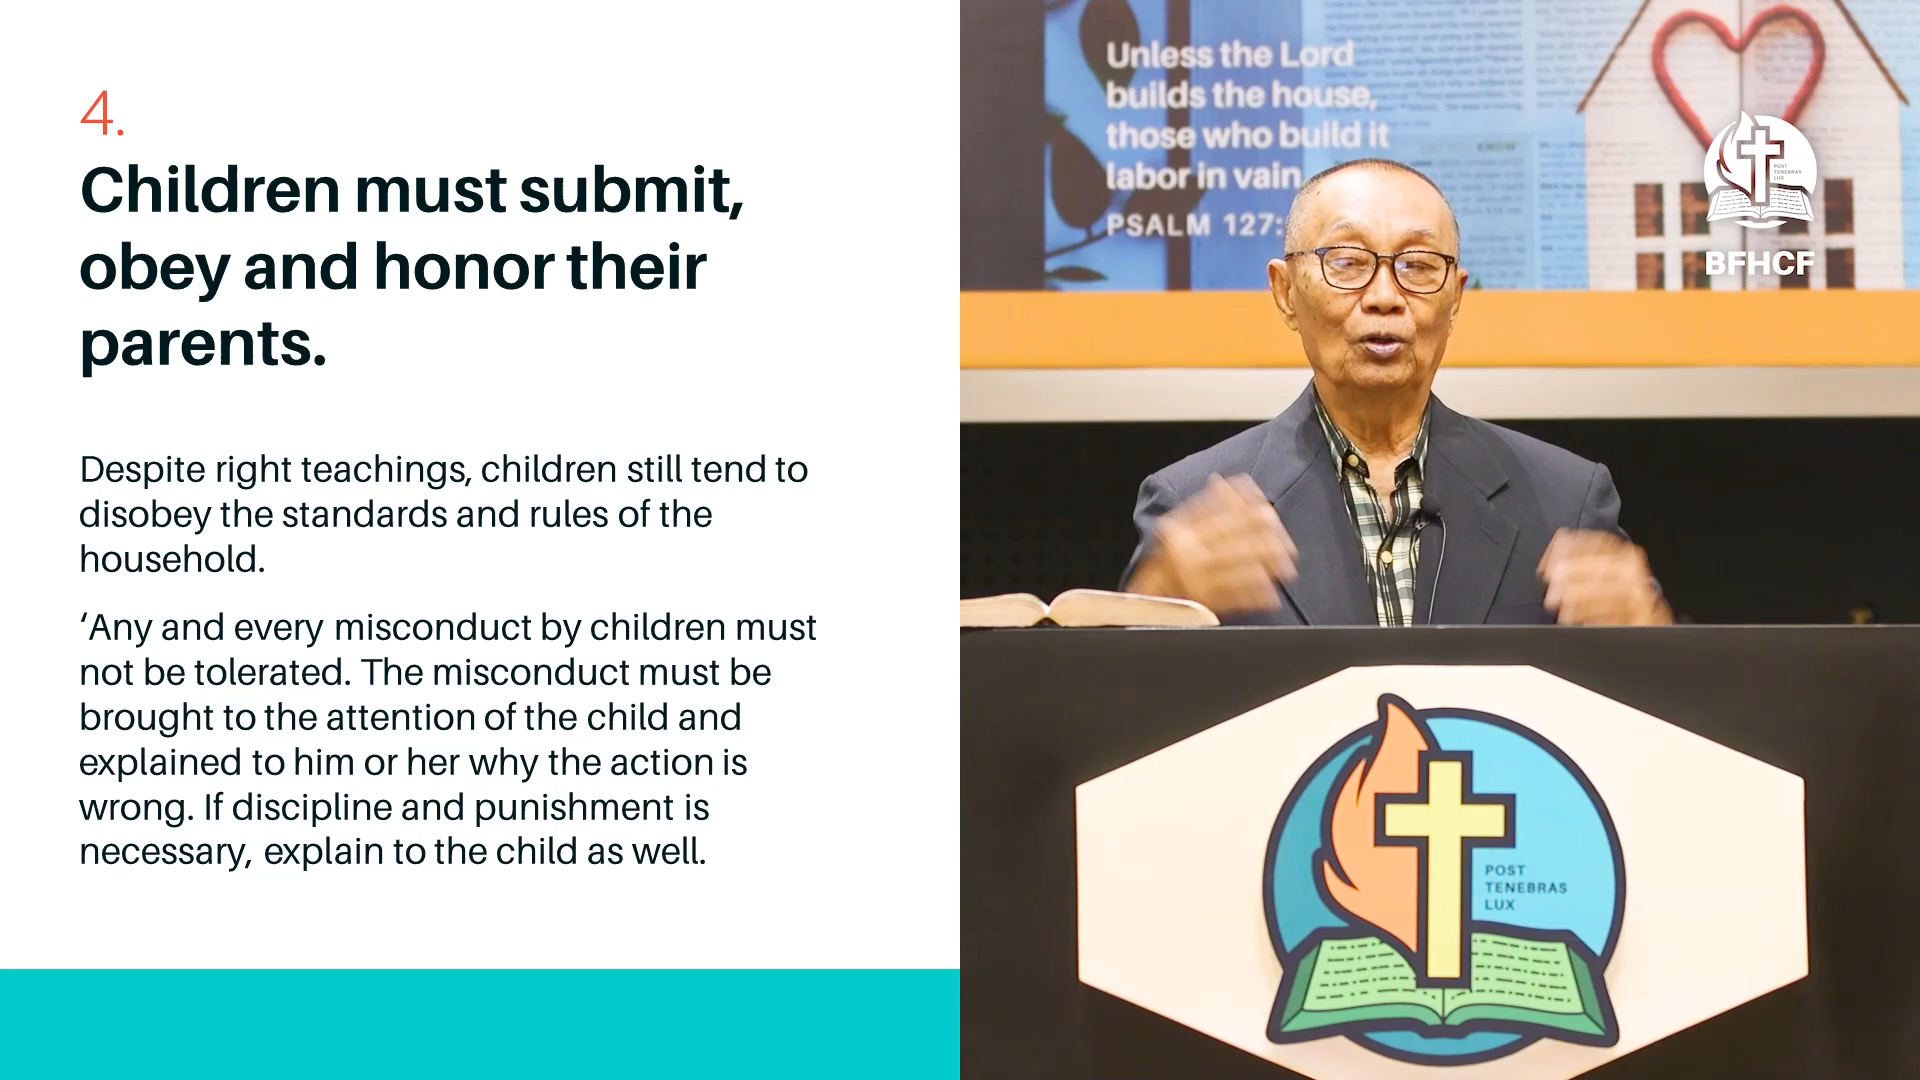 4.
Children must submit,
obey and honor their
parents.
Despite right teachings, children still tend to
disobey the standards and rules of the
household.
‘Any and every misconduct by children must
not be tolerated. The misconduct must be
brought to the attention of the child and
explained to him or her why the action is
wrong. If discipline and punishment is
necessary, explain to the child as well.
Unless the Lord
builds the house,
those who build it
labor in vain
PSALM 127:
POST
TENEBRAS
LUX
BFHCF
POST
TENEBRAS
LUX